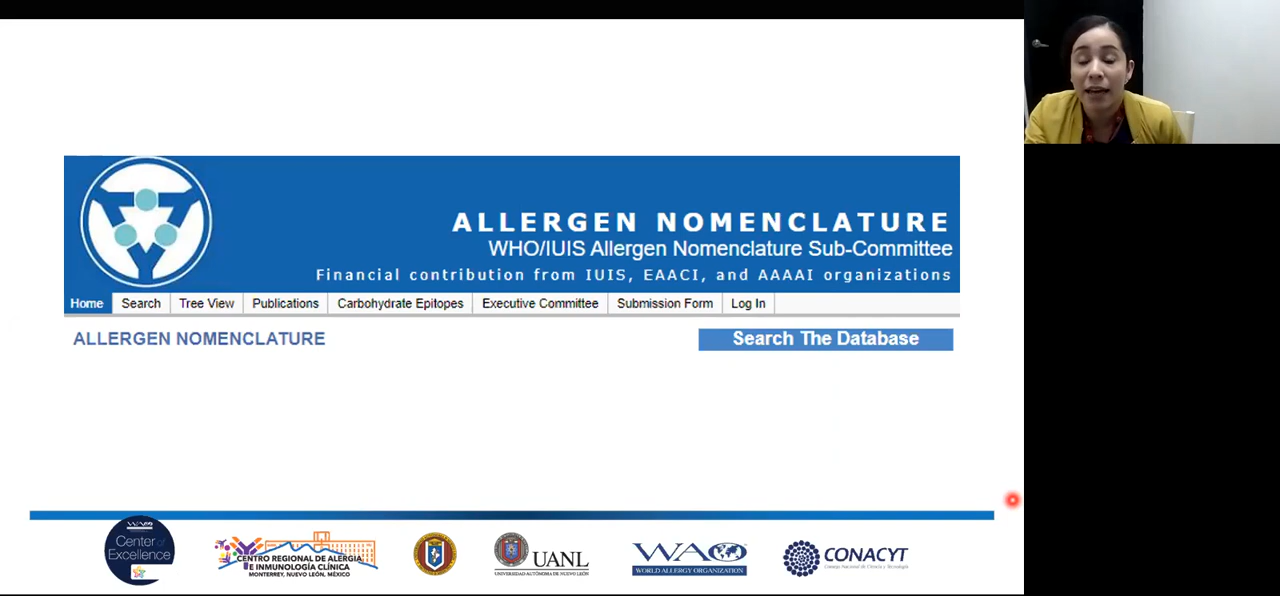 ALLERGEN NOMENCLATURE
WHO/IUIS Allergen Nomenclature Sub-Committee
Financial contribution from IUIS, EAACI, and AAAAI organizations
Home Search Tree View Publications Carbohydrate Epitopes Executive Committee Submission Form Log In
ALLERGEN NOMENCLATURE
Search The Database
WAO
Center of
Excellence
CENTRO REGIONAL DE ALERGIA
E INMUNOLOGÍA CLÍNICA
MONTERREY, NUEVO LEÓN, MÉXICO
UANL
UNIVERSIDAD AUTÓNOMA DE NUEVO LEÓN
WAO
WORLD ALLERGY ORGANIZATION
CONACYT
Consejo Nacional de Ciencia y Tecnología